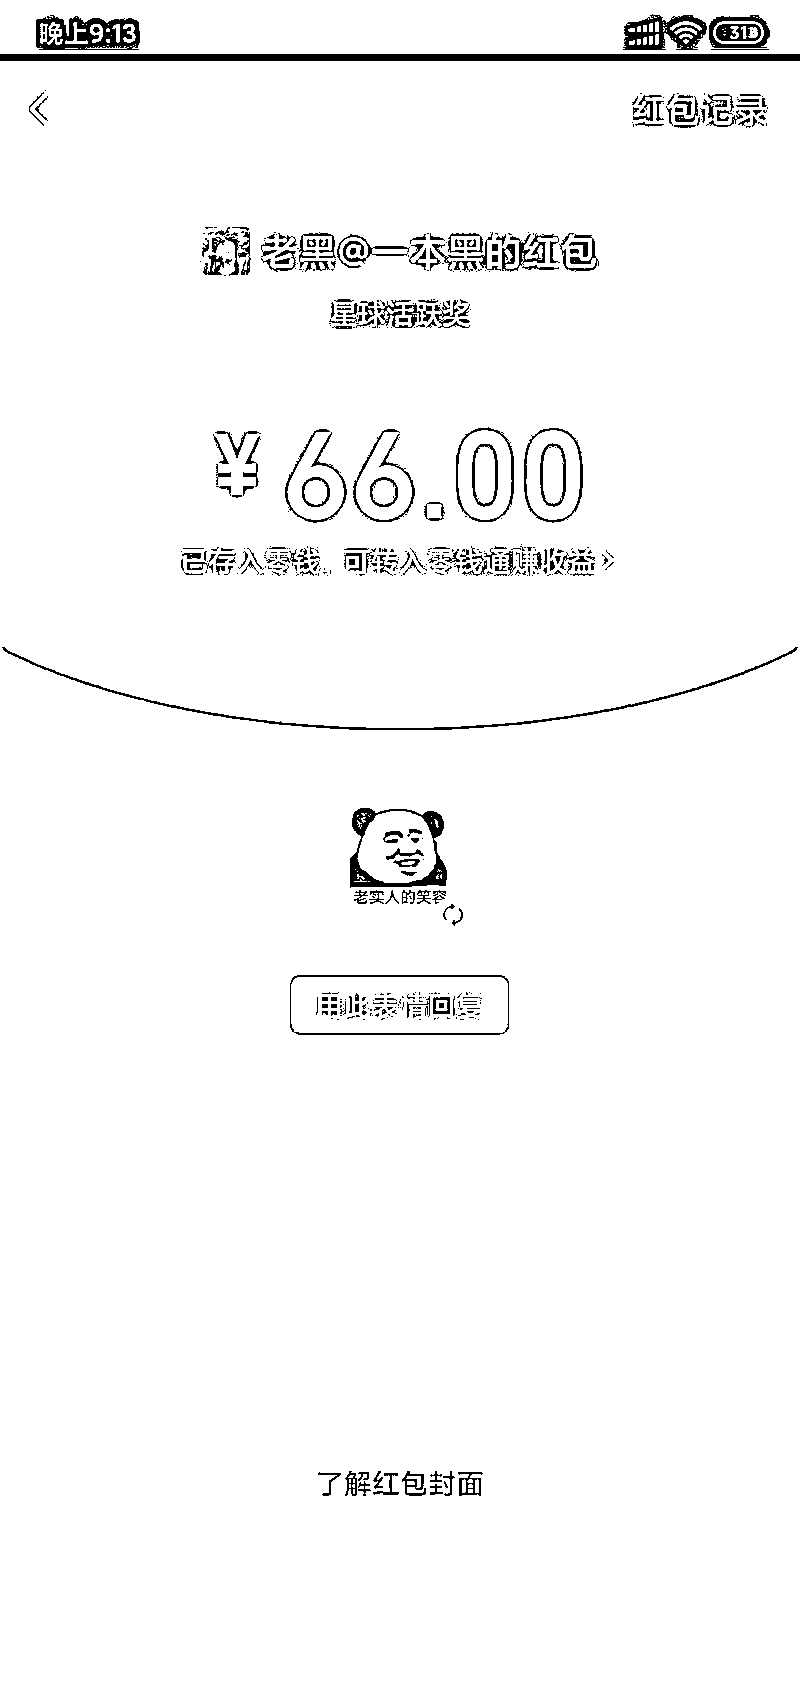 晚上9:13
31
红包记录
老黑@一本黑的红包
星球活跃奖
¥66.00
已存入零钱，可转入零钱通赚收益>
老实人的笑容
用此表情回复
了解红包封面